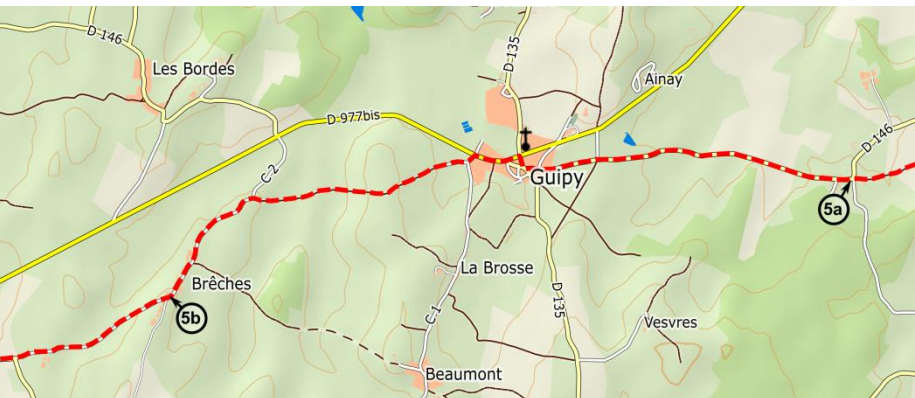 D 146
Les Bordes
D 135
Ainay
D 977bis
D 146
Guipy
C 2
5a
La Brosse
Brêches
D 135
5b
C 1
Vesvres
Beaumont